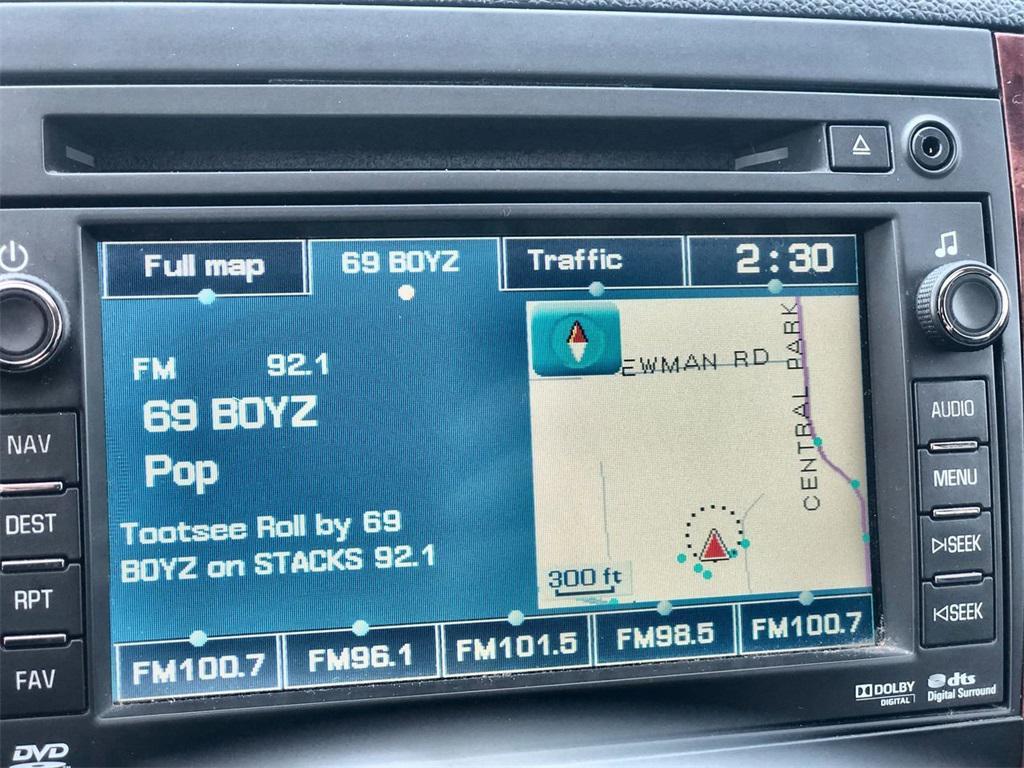 Full map
69 BOYZ
Traffic
2:30
FM 92.1
69 BOYZ
Pop
Tootsee Roll by 69
BOYZ on STACKS 92.1
EWMAN RD
CENTRAL PARK
300 ft
FM100.7
FM96.1
FM101.5
FM98.5
FM100.7
NAV
DEST
RPT
FAV
AUDIO
MENU
SEEK
SEEK
DOLBY
DIGITAL
dts
Digital Surround
DVD